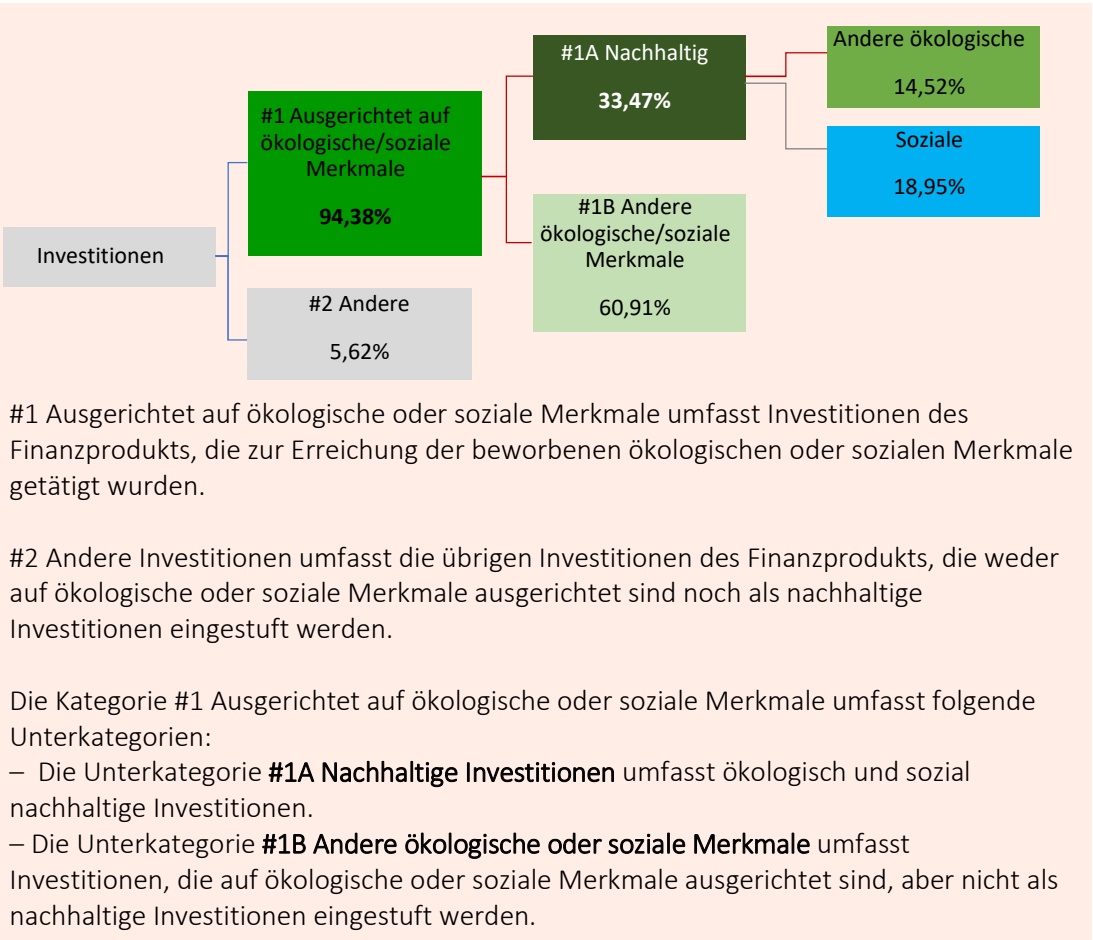 #1A Nachhaltig
33,47%
Andere ökologische
14,52%
#1 Ausgerichtet auf
ökologische/soziale
Merkmale
94,38%
Soziale
18,95%
#1B Andere
ökologische/soziale
Merkmale
60,91%
Investitionen
#2 Andere
5,62%
#1 Ausgerichtet auf ökologische oder soziale Merkmale umfasst Investitionen des
Finanzprodukts, die zur Erreichung der beworbenen ökologischen oder sozialen Merkmale
getätigt wurden.
#2 Andere Investitionen umfasst die übrigen Investitionen des Finanzprodukts, die weder
auf ökologische oder soziale Merkmale ausgerichtet sind noch als nachhaltige
Investitionen eingestuft werden.
Die Kategorie #1 Ausgerichtet auf ökologische oder soziale Merkmale umfasst folgende
Unterkategorien:
– Die Unterkategorie #1A Nachhaltige Investitionen umfasst ökologisch und sozial
nachhaltige Investitionen.
– Die Unterkategorie #1B Andere ökologische oder soziale Merkmale umfasst
Investitionen, die auf ökologische oder soziale Merkmale ausgerichtet sind, aber nicht als
nachhaltige Investitionen eingestuft werden.